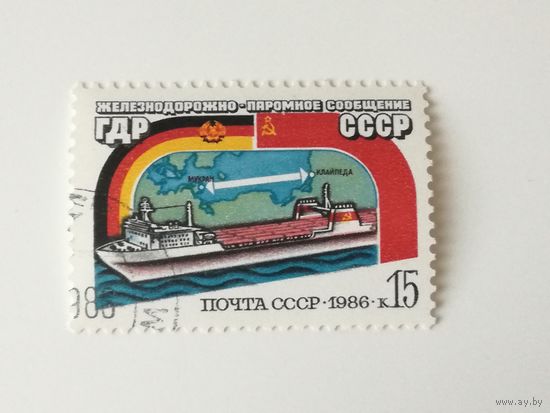 ЖЕЛЕЗНОДОРОЖНО-ПАРОМНОЕ СООБЩЕНИЕ
ГДР СССР
МУКРАН КЛАЙПЕДА
ПОЧТА СССР·1986·к15
www.ay.by